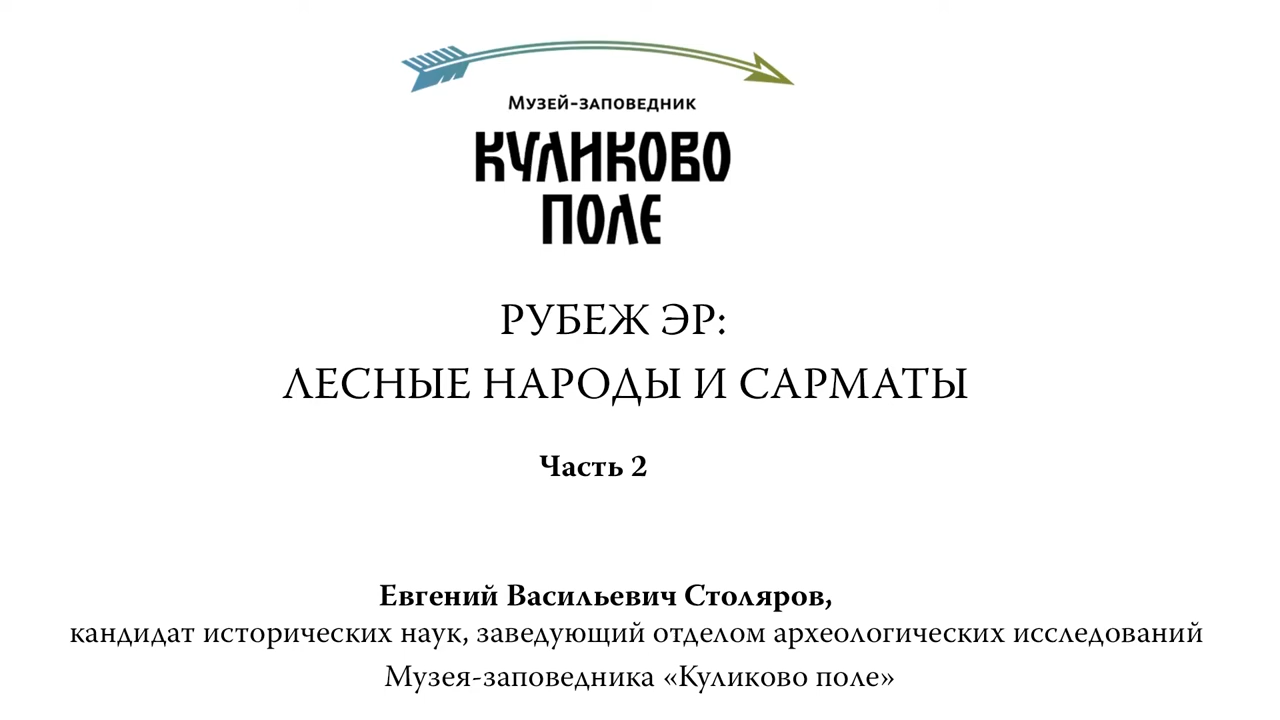 Музей-заповедник
КУЛИКОВО
ПОЛЕ
РУБЕЖ ЭР:
ЛЕСНЫЕ НАРОДЫ И САРМАТЫ
Часть 2
Евгений Васильевич Столяров,
кандидат исторических наук, заведующий отделом археологических исследований
Музея-заповедника «Куликово поле»